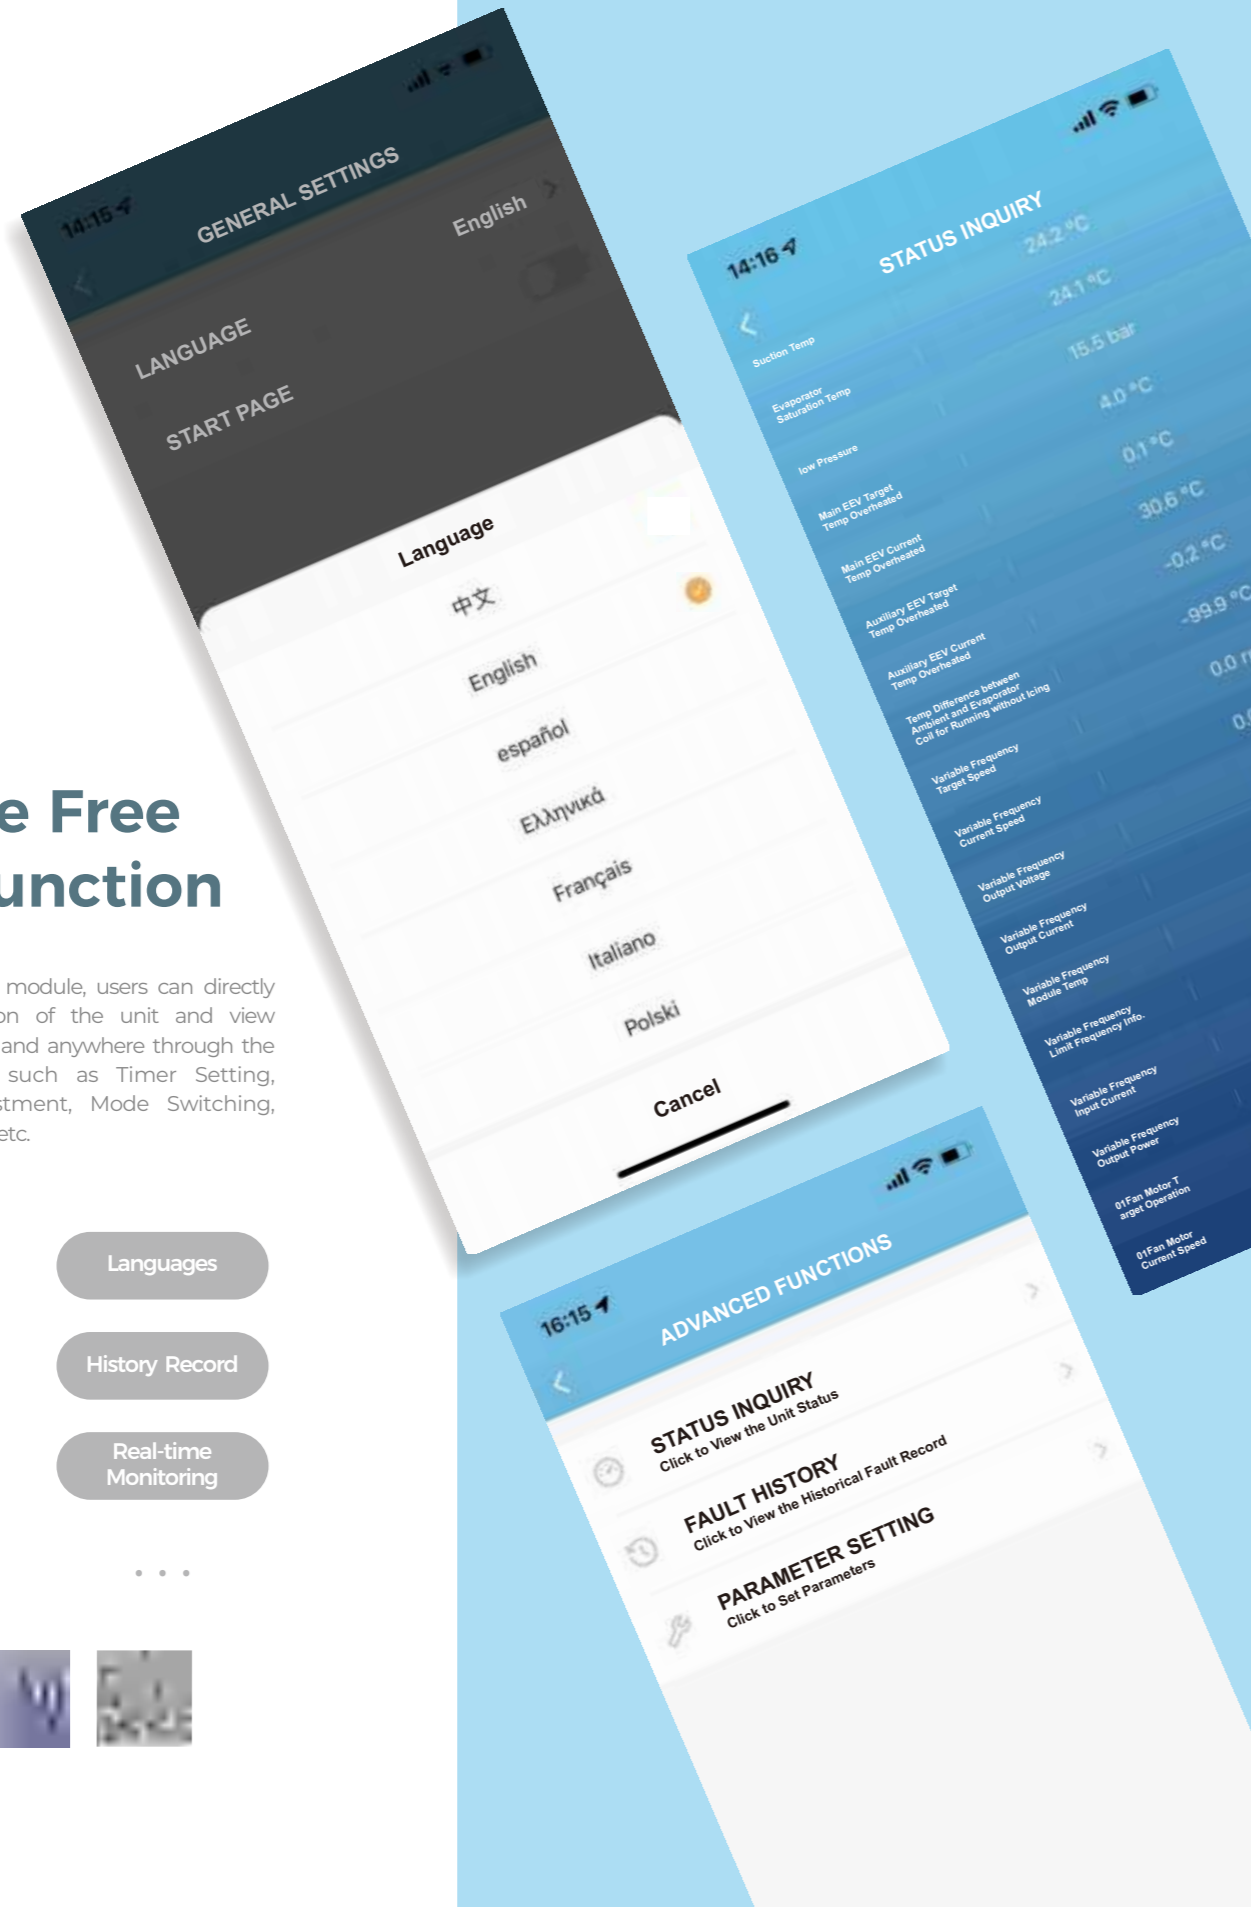 14:15
GENERAL SETTINGS
LANGUAGE
English
START PAGE
Language
中文
English
español
Ελληνικά
Français
Italiano
Polski
Cancel
14:16
STATUS INQUIRY
Suction Temp
24.2 °C
Evaporator
Saturation Temp
24.1 °C
low Pressure
15.5 bar
Main EEV Target
Temp Overheated
4.0 °C
Main EEV Current
Temp Overheated
0.1 °C
Auxiliary EEV Target
Temp Overheated
30.6 °C
Auxiliary EEV Current
Temp Overheated
-0.2 °C
Temp Difference between
Ambient and Evaporator
Coil for Running without Icing
-99.9 °C
Variable Frequency
Target Speed
0.0
Variable Frequency
Current Speed
Variable Frequency
Output Voltage
Variable Frequency
Output Current
Variable Frequency
Module Temp
Variable Frequency
Limit Frequency Info.
Variable Frequency
Input Current
Variable Frequency
Output Power
01Fan Motor T
arget Operation
01Fan Motor
Current Speed
e Free
unction
module, users can directly
on of the unit and view
and anywhere through the
such as Timer Setting,
stment, Mode Switching,
etc.
Languages
History Record
Real-time
Monitoring
...
16:15
ADVANCED FUNCTIONS
STATUS INQUIRY
Click to View the Unit Status
FAULT HISTORY
Click to View the Historical Fault Record
PARAMETER SETTING
Click to Set Parameters